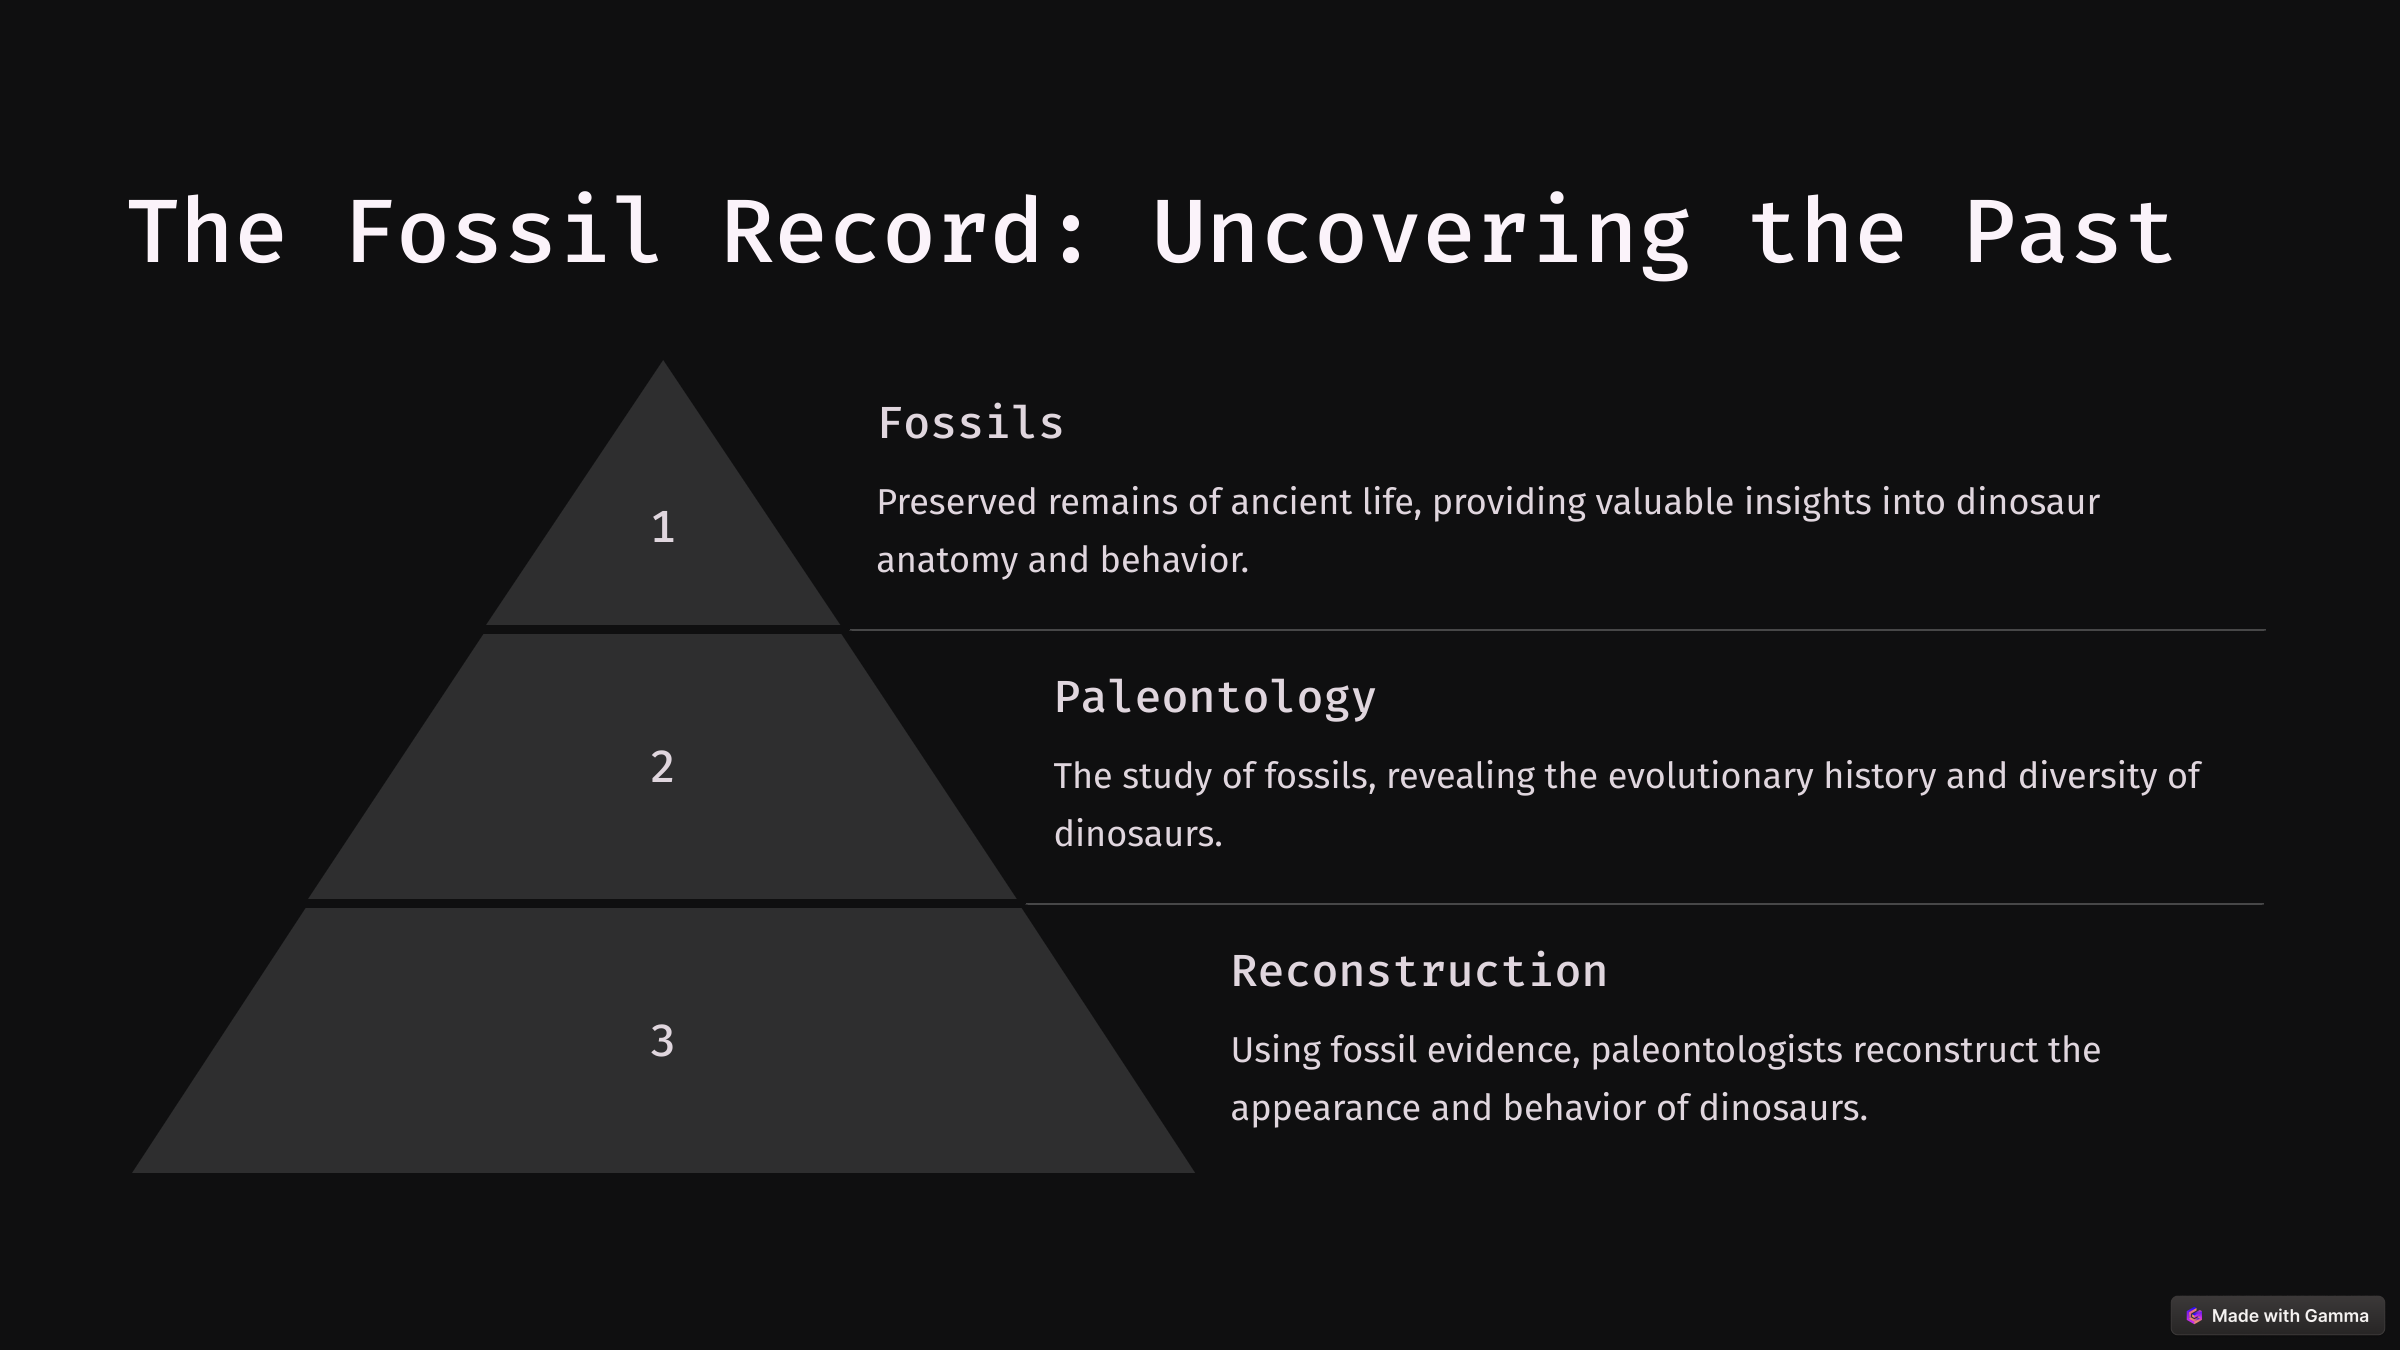 The Fossil Record: Uncovering the Past
1
Fossils
Preserved remains of ancient life, providing valuable insights into dinosaur
anatomy and behavior.
2
Paleontology
The study of fossils, revealing the evolutionary history and diversity of
dinosaurs.
3
Reconstruction
Using fossil evidence, paleontologists reconstruct the
appearance and behavior of dinosaurs.
Made with Gamma